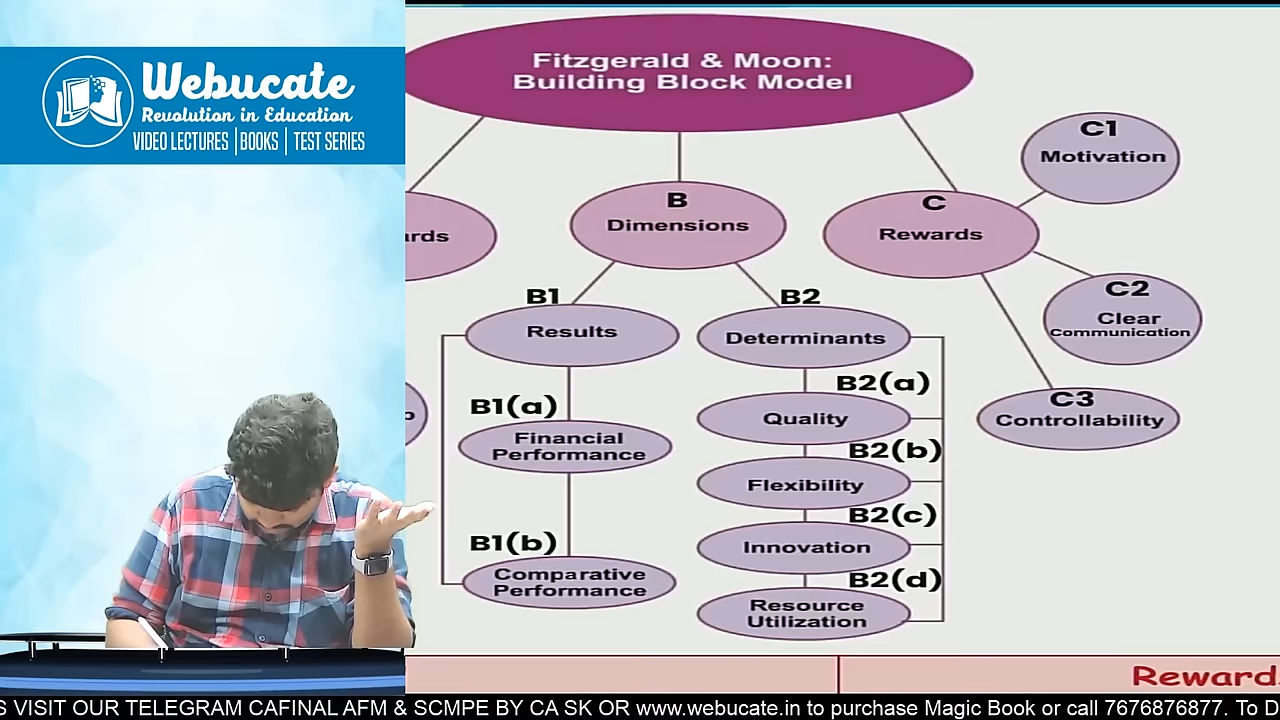 Webucate
Revolution in Education
VIDEO LECTURES | BOOKS | TEST SERIES
Fitzgerald & Moon:
Building Block Model
C1
Motivation
B
Dimensions
C
Rewards
C2
Clear
Communication
B1
Results
B2
Determinants
B2(a)
Quality
C3
Controllability
B1(a)
Financial
Performance
B2(b)
Flexibility
B2(c)
Innovation
B1(b)
Comparative
Performance
B2(d)
Resource
Utilization
VISIT OUR TELEGRAM CAFINAL AFM & SCMPE BY CA SK OR www.webucate.in to purchase Magic Book or call 7676876877. To